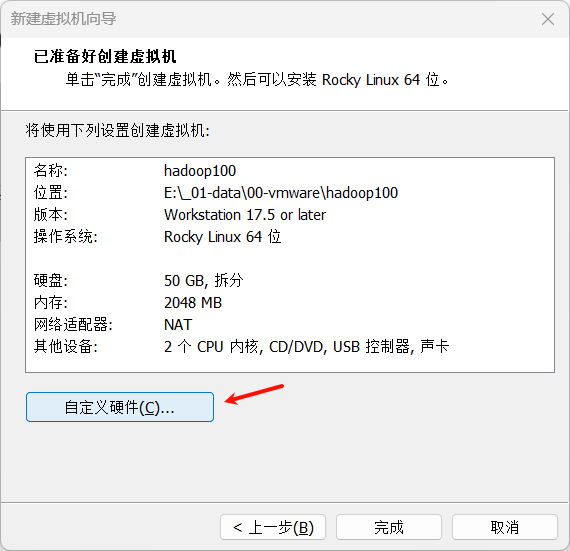 新建虚拟机向导
已准备好创建虚拟机
单击“完成”创建虚拟机。然后可以安装 Rocky Linux 64 位。
将使用下列设置创建虚拟机:
名称: hadoop100
位置: E:\_01-data\00-vmware\hadoop100
版本: Workstation 17.5 or later
操作系统: Rocky Linux 64 位
硬盘: 50 GB, 拆分
内存: 2048 MB
网络适配器: NAT
其他设备: 2 个 CPU 内核, CD/DVD, USB 控制器, 声卡
自定义硬件(C)...
< 上一步(B) 完成 取消